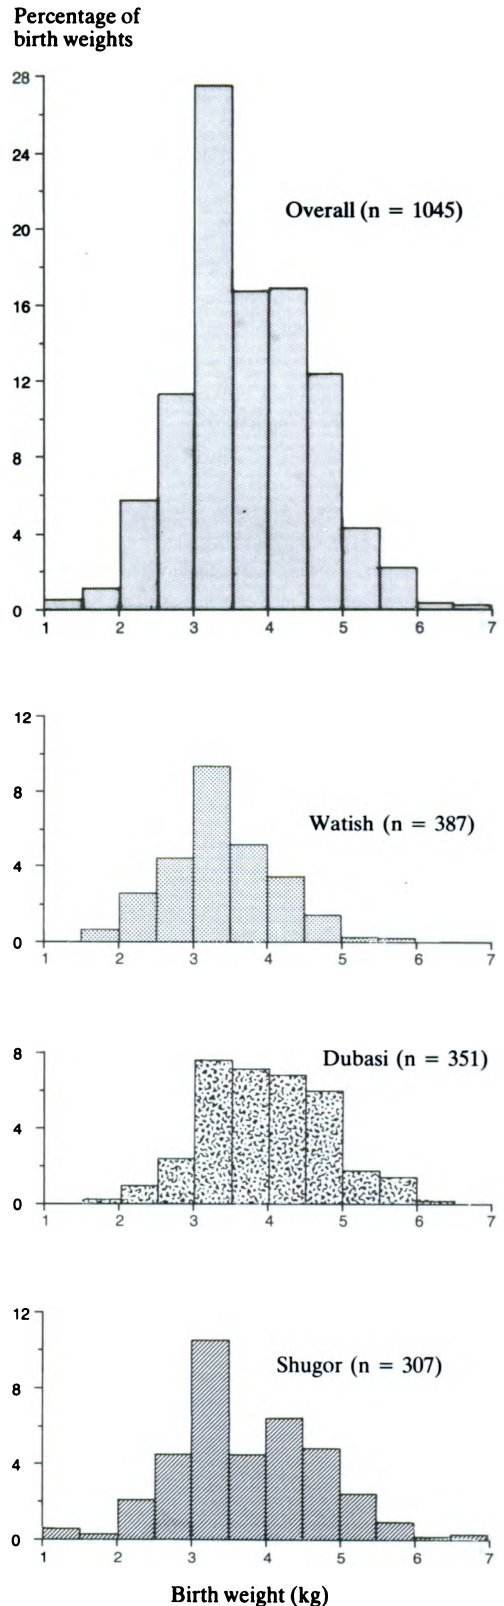 Percentage of
birth weights
28
24
Overall (n = 1045)
20
16
12
8
4
0
1 2 3 4 5 6 7
12
8
Watish (n = 387)
4
0
1 2 3 4 5 6 7
8
Dubasi (n = 351)
4
0
1 2 3 4 5 6 7
12
Shugor (n = 307)
8
4
0
1 2 3 4 5 6 7
Birth weight (kg)